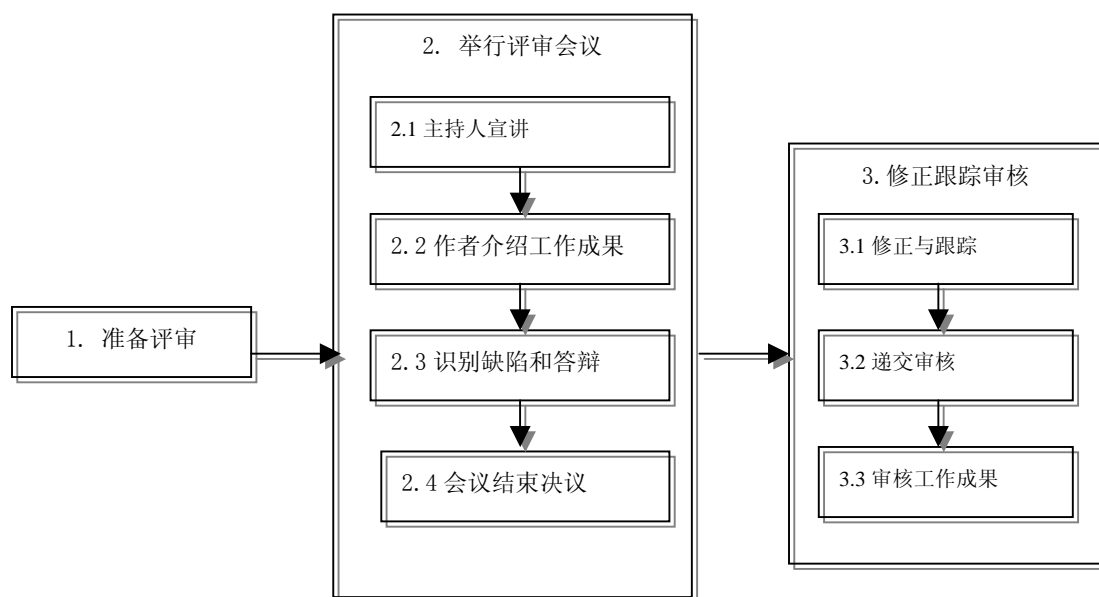 1. 准备评审
2. 举行评审会议
2.1 主持人宣讲
2.2 作者介绍工作成果
2.3 识别缺陷和答辩
2.4 会议结束决议
3.修正跟踪审核
3.1 修正与跟踪
3.2 递交审核
3.3 审核工作成果